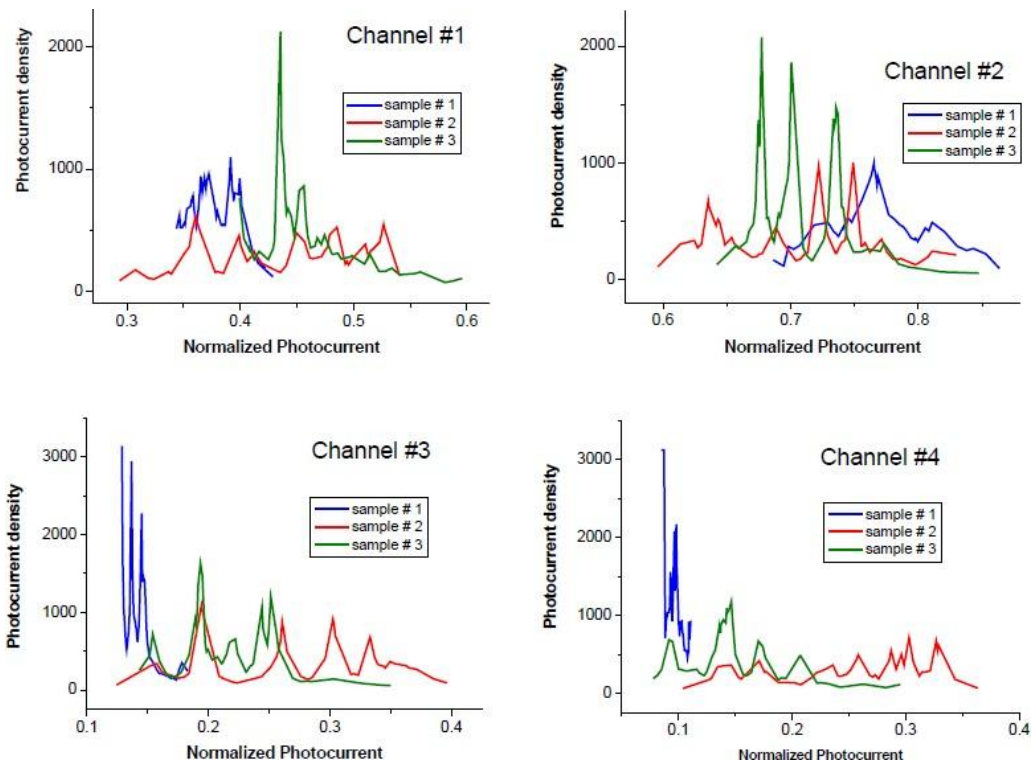 Channel #1
Photocurrent density
2000
1000
0
sample # 1
sample # 2
sample # 3
0.3 0.4 0.5 0.6
Normalized Photocurrent
Channel #2
Photocurrent density
2000
1000
0
sample # 1
sample # 2
sample # 3
0.6 0.7 0.8
Normalized Photocurrent
Channel #3
Photocurrent density
3000
2000
1000
0
sample # 1
sample # 2
sample # 3
0.1 0.2 0.3 0.4
Normalized Photocurrent
Channel #4
Photocurrent density
3000
2000
1000
0
sample # 1
sample # 2
sample # 3
0.1 0.2 0.3 0.4
Normalized Photocurrent